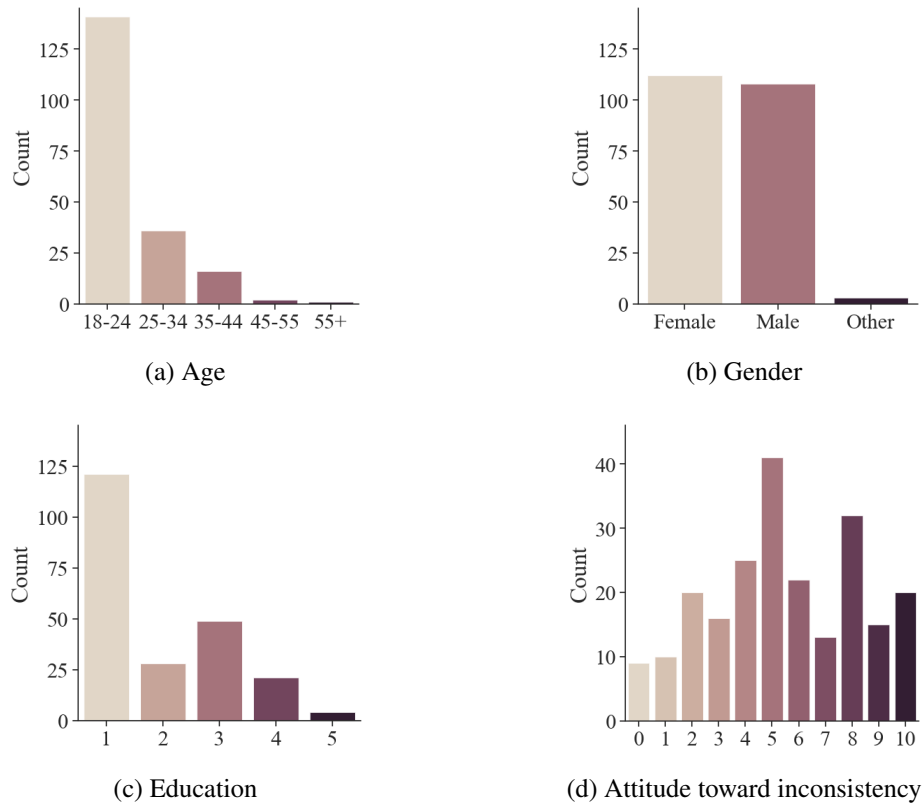 125
100
75
50
25
0
Count
18-24 25-34 35-44 45-55 55+
(a) Age
125
100
75
50
25
0
Count
Female Male Other
(b) Gender
125
100
75
50
25
0
Count
1 2 3 4 5
(c) Education
40
30
20
10
0
Count
0 1 2 3 4 5 6 7 8 9 10
(d) Attitude toward inconsistency